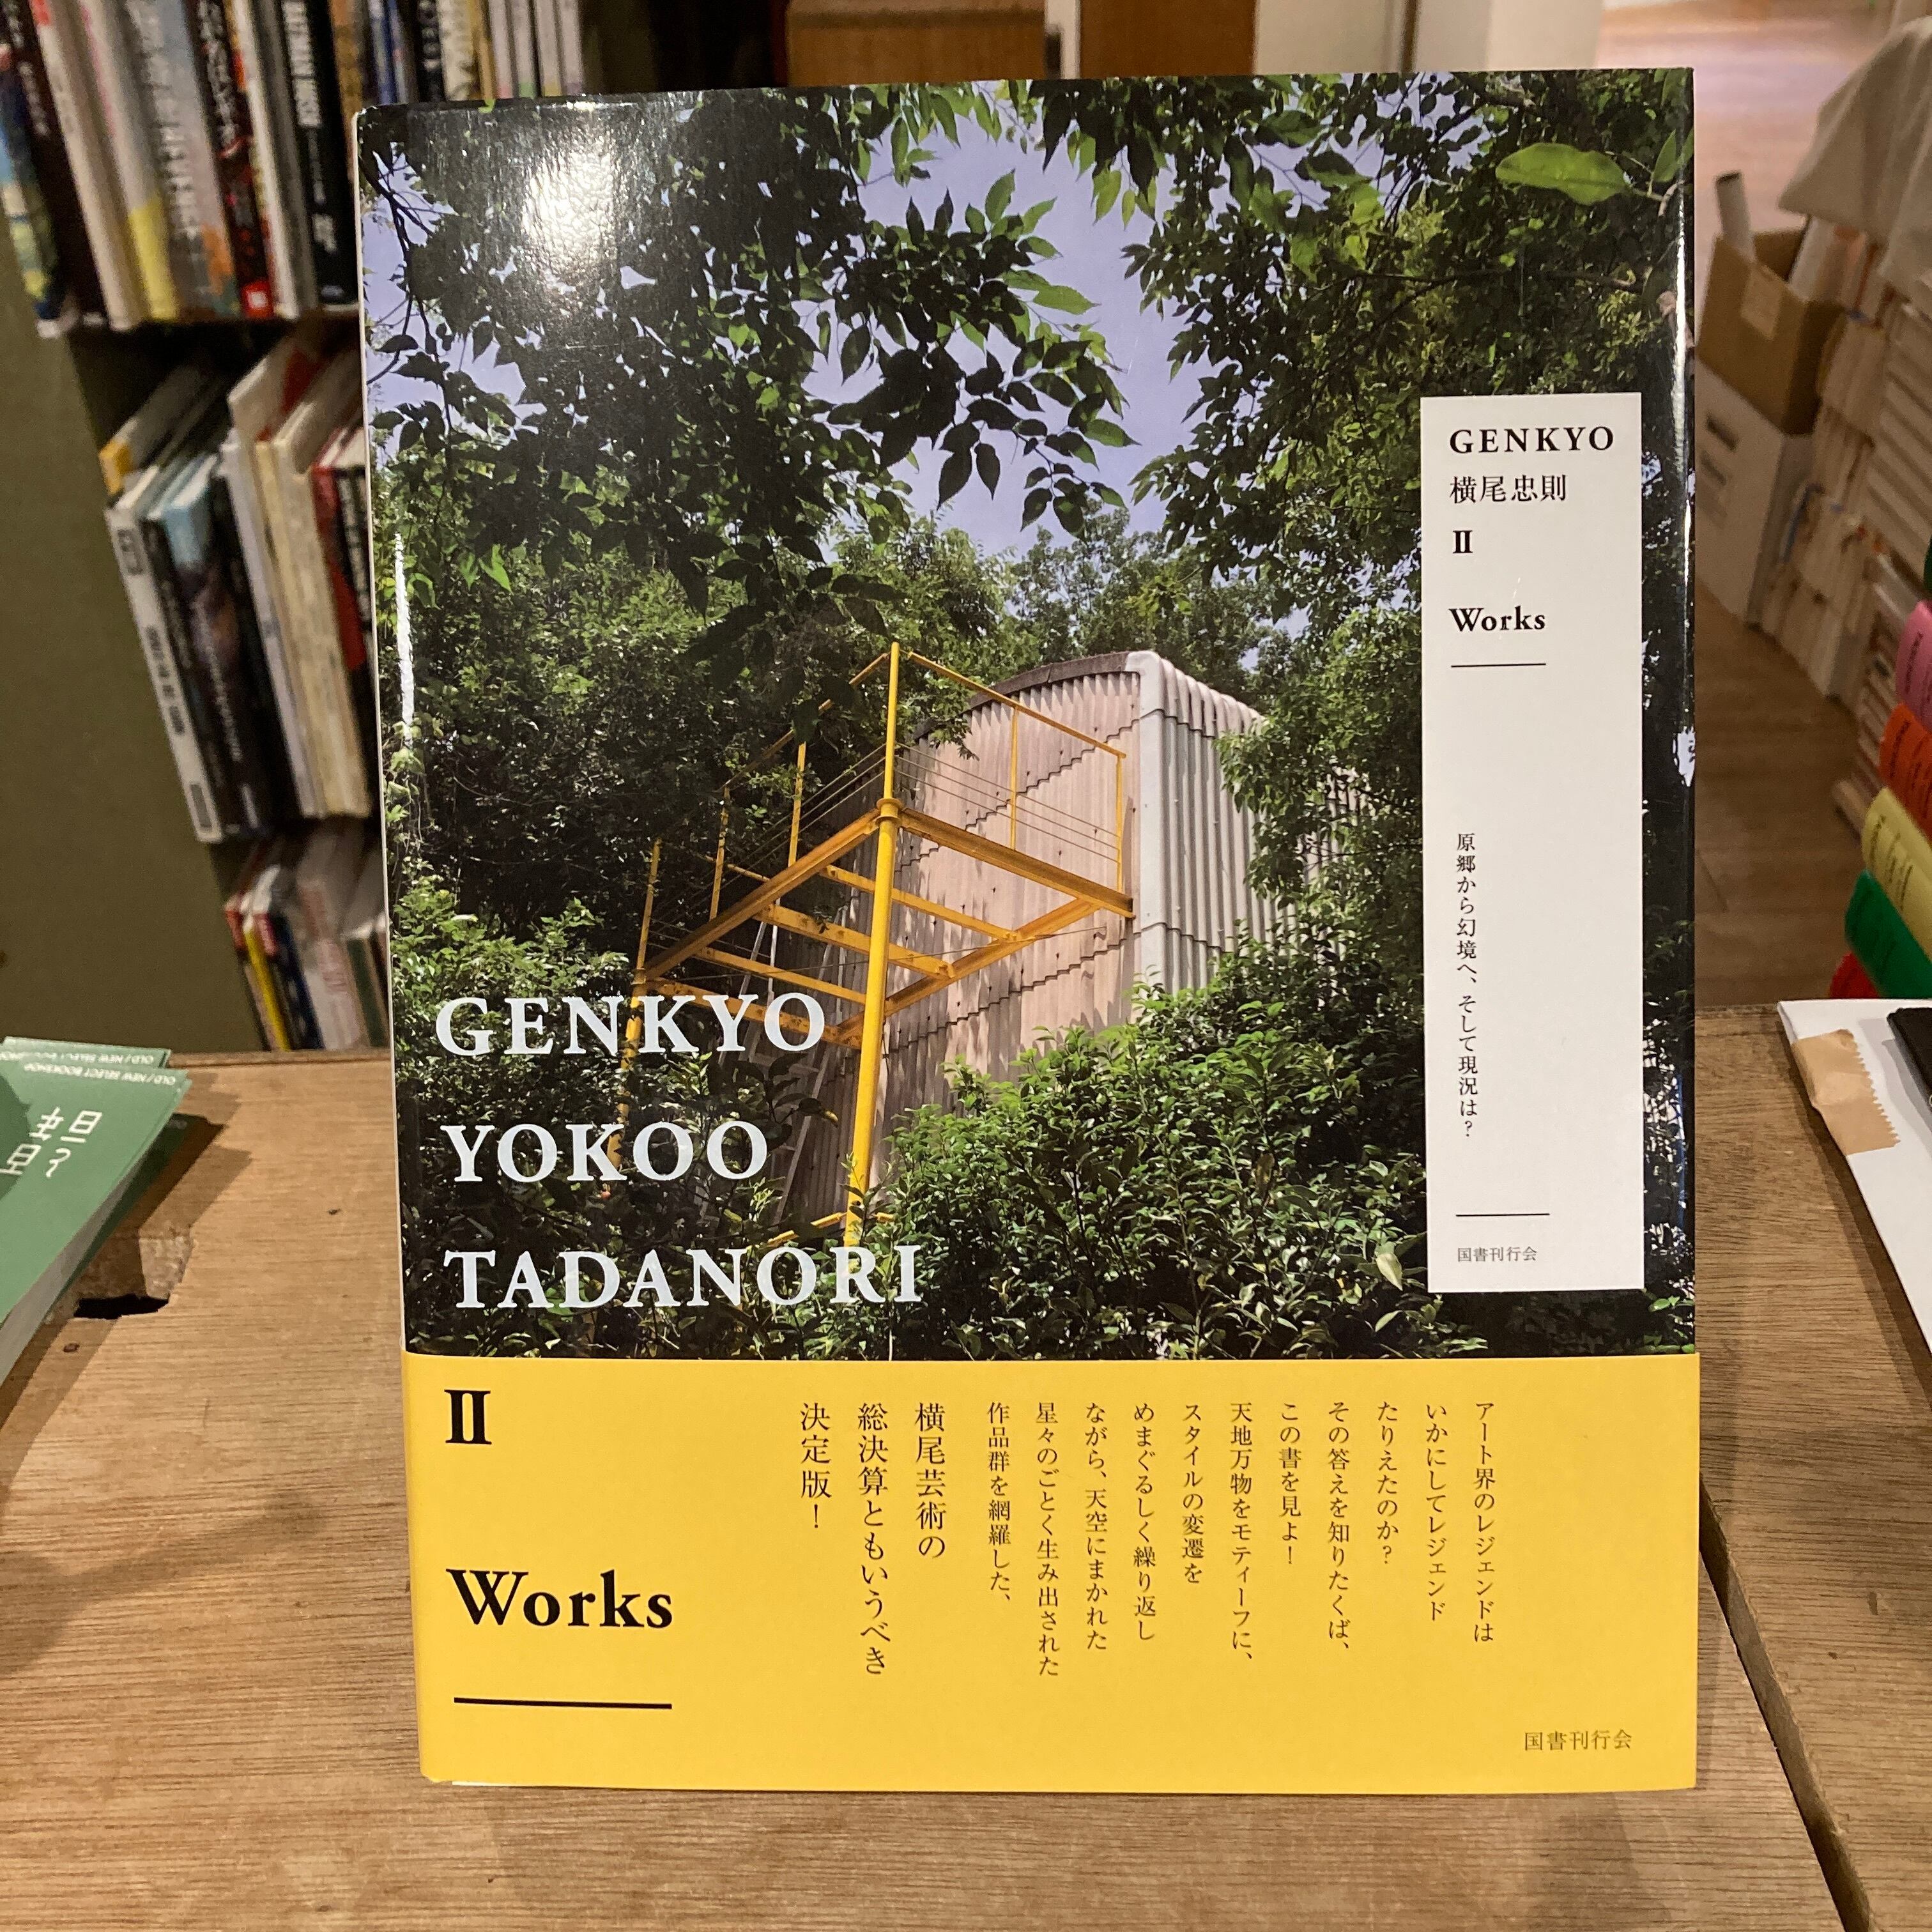 GENKYO
横尾忠則
II
Works
原郷から幻境へ、そして現況は?
国書刊行会
GENKYO
YOKOO
TADANORI
II
Works
アート界のレジェンドは
いかにしてレジェンド
たりえたのか?
その答えを知りたくば、
この書を見よ!
天地万物をモティーフに、
スタイルの変遷を
めまぐるしく繰り返し
ながら、天空にまかれた
星々のごとく生み出された
作品群を網羅した、
横尾芸術の
総決算ともいうべき
決定版!
国書刊行会
OLD / NEW SELECT BOOKSHOP
OLD / NEW SELECT BOOKSHOP